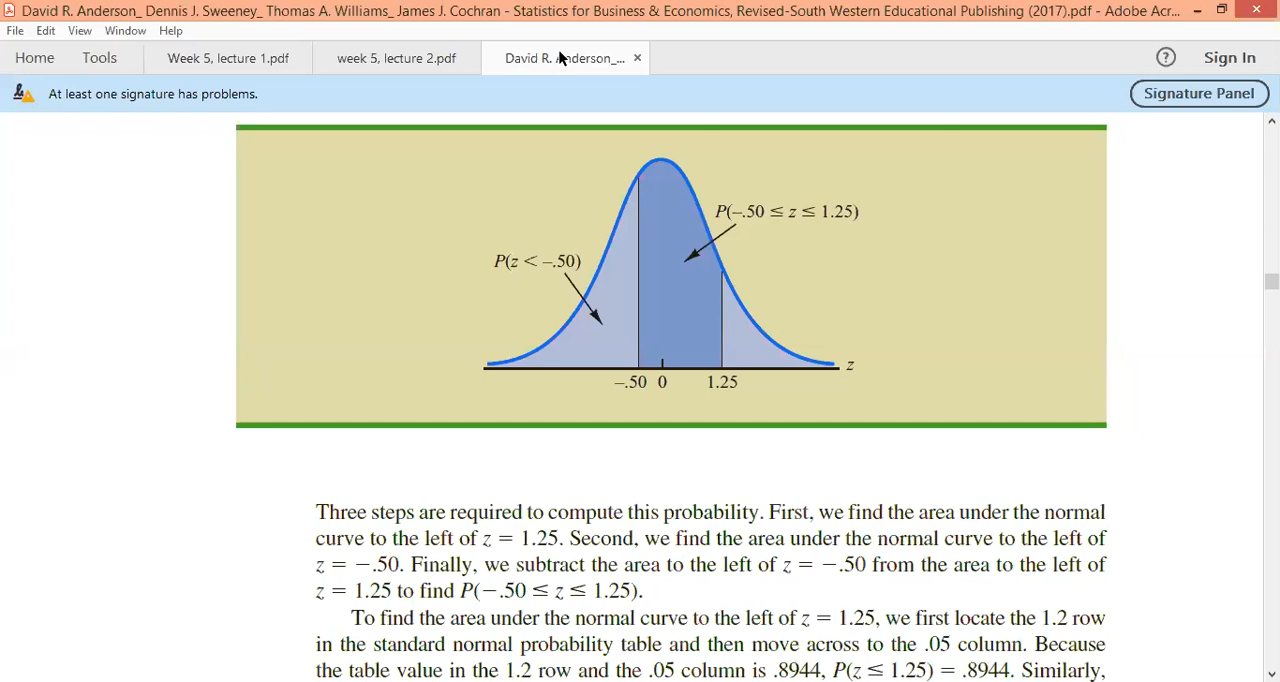 David R. Anderson_ Dennis J. Sweeney_ Thomas A. Williams_ James J. Cochran - Statistics for Business & Economics, Revised-South Western Educational Publishing (2017).pdf - Adobe Acr...
File Edit View Window Help
Home Tools Week 5, lecture 1.pdf week 5, lecture 2.pdf David R. Anderson_... × ? Sign In
At least one signature has problems. Signature Panel
P(–.50 ≤ z ≤ 1.25)
P(z < –.50)
z
–.50 0 1.25
Three steps are required to compute this probability. First, we find the area under the normal
curve to the left of z = 1.25. Second, we find the area under the normal curve to the left of
z = −.50. Finally, we subtract the area to the left of z = −.50 from the area to the left of
z = 1.25 to find P(−.50 ≤ z ≤ 1.25).
To find the area under the normal curve to the left of z = 1.25, we first locate the 1.2 row
in the standard normal probability table and then move across to the .05 column. Because
the table value in the 1.2 row and the .05 column is .8944, P(z ≤ 1.25) = .8944. Similarly,